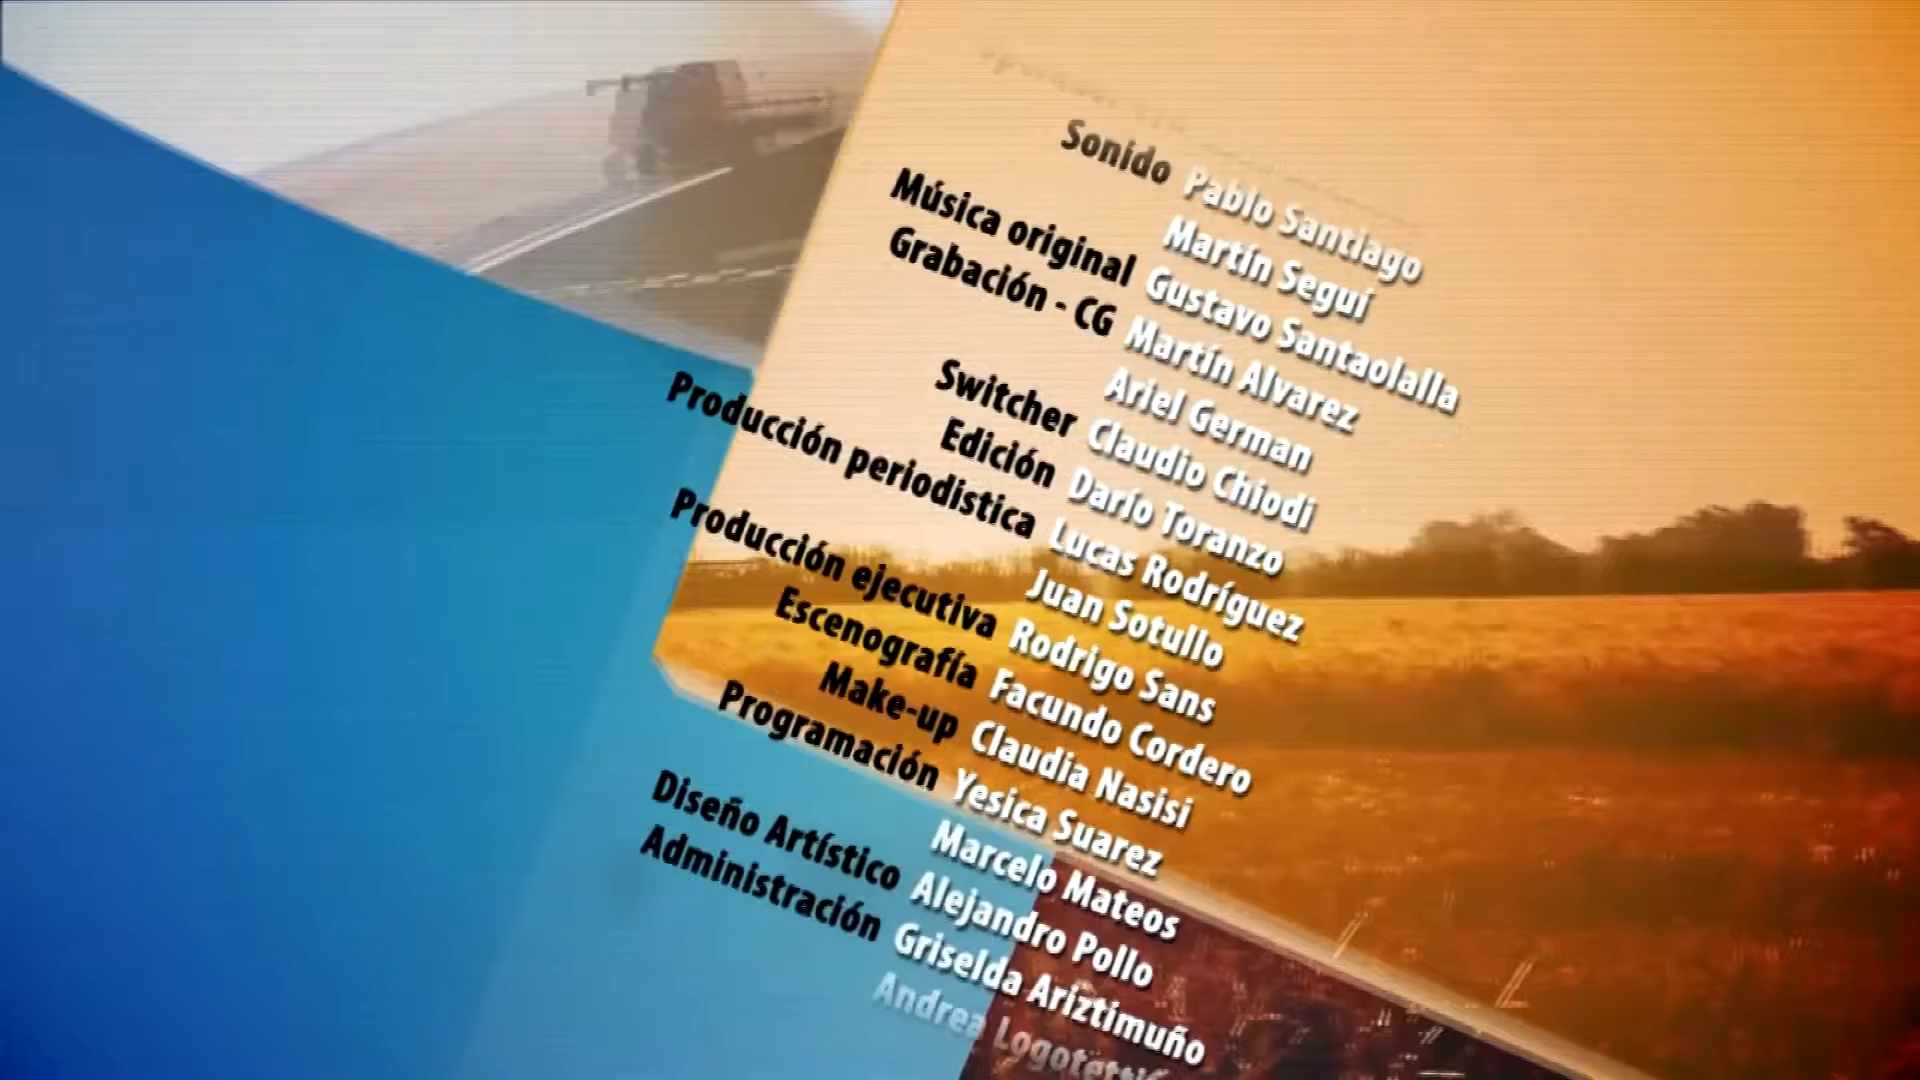 Sonido Pablo Santiago
Martín Seguí
Música original Gustavo Santaolalla
Grabación - CG Martín Alvarez
Ariel German
Switcher Claudio Chiodi
Edición Darío Toranzo
Producción periodistica Lucas Rodríguez
Juan Sotullo
Producción ejecutiva Rodrigo Sans
Escenografía Facundo Cordero
Make-up Claudia Nasisi
Programación Yesica Suarez
Marcelo Mateos
Diseño Artístico Alejandro Pollo
Administración Griselda Ariztimuño
Andrea